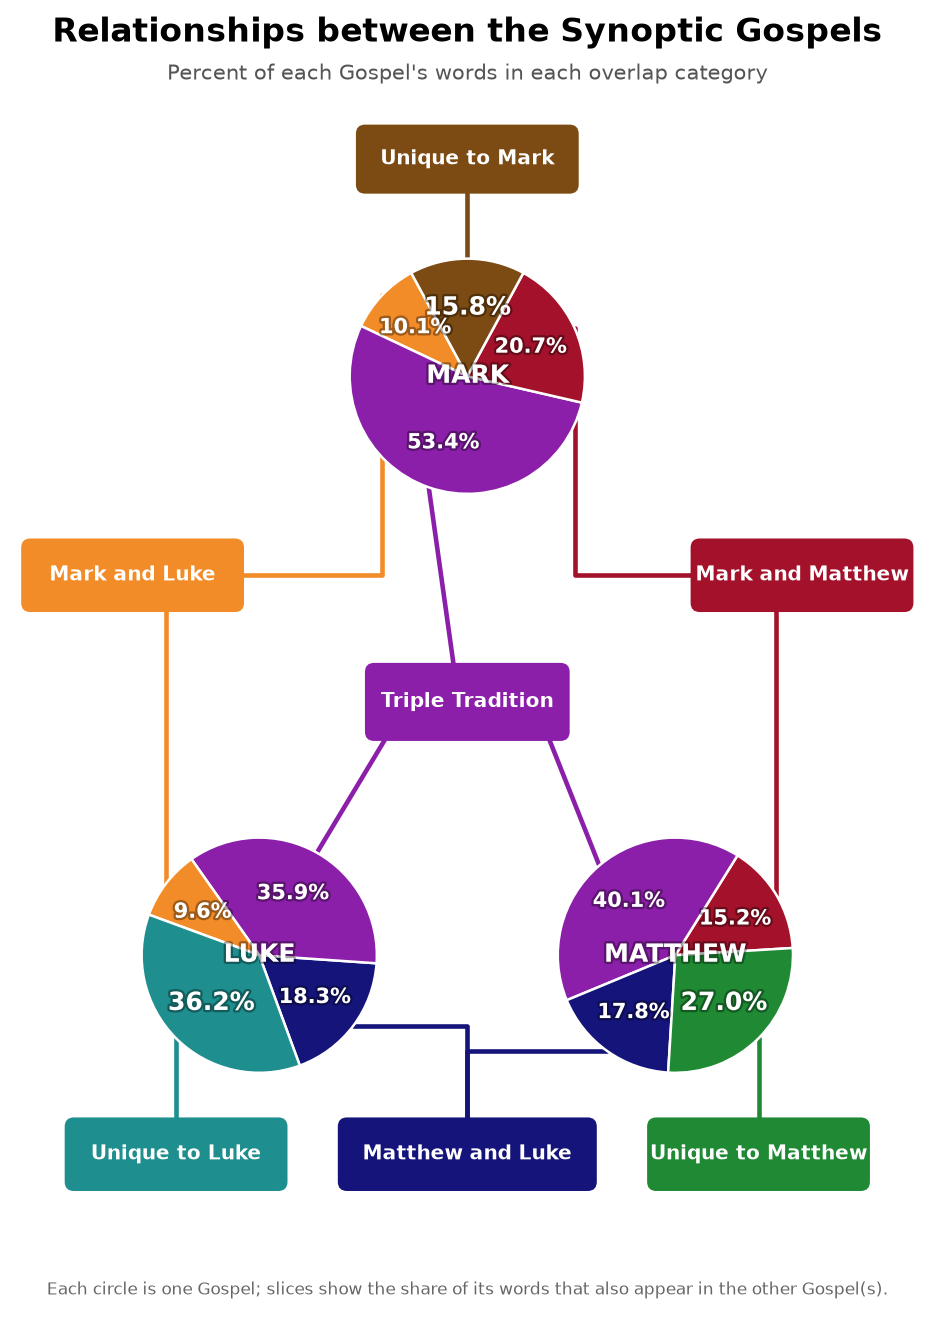 Relationships between the Synoptic Gospels
Percent of each Gospel's words in each overlap category
Unique to Mark
15.8%
10.1%
20.7%
MARK
53.4%
Mark and Luke
Mark and Matthew
Triple Tradition
35.9%
9.6%
LUKE
36.2%
18.3%
40.1%
15.2%
MATTHEW
17.8%
27.0%
Unique to Luke
Matthew and Luke
Unique to Matthew
Each circle is one Gospel; slices show the share of its words that also appear in the other Gospel(s).